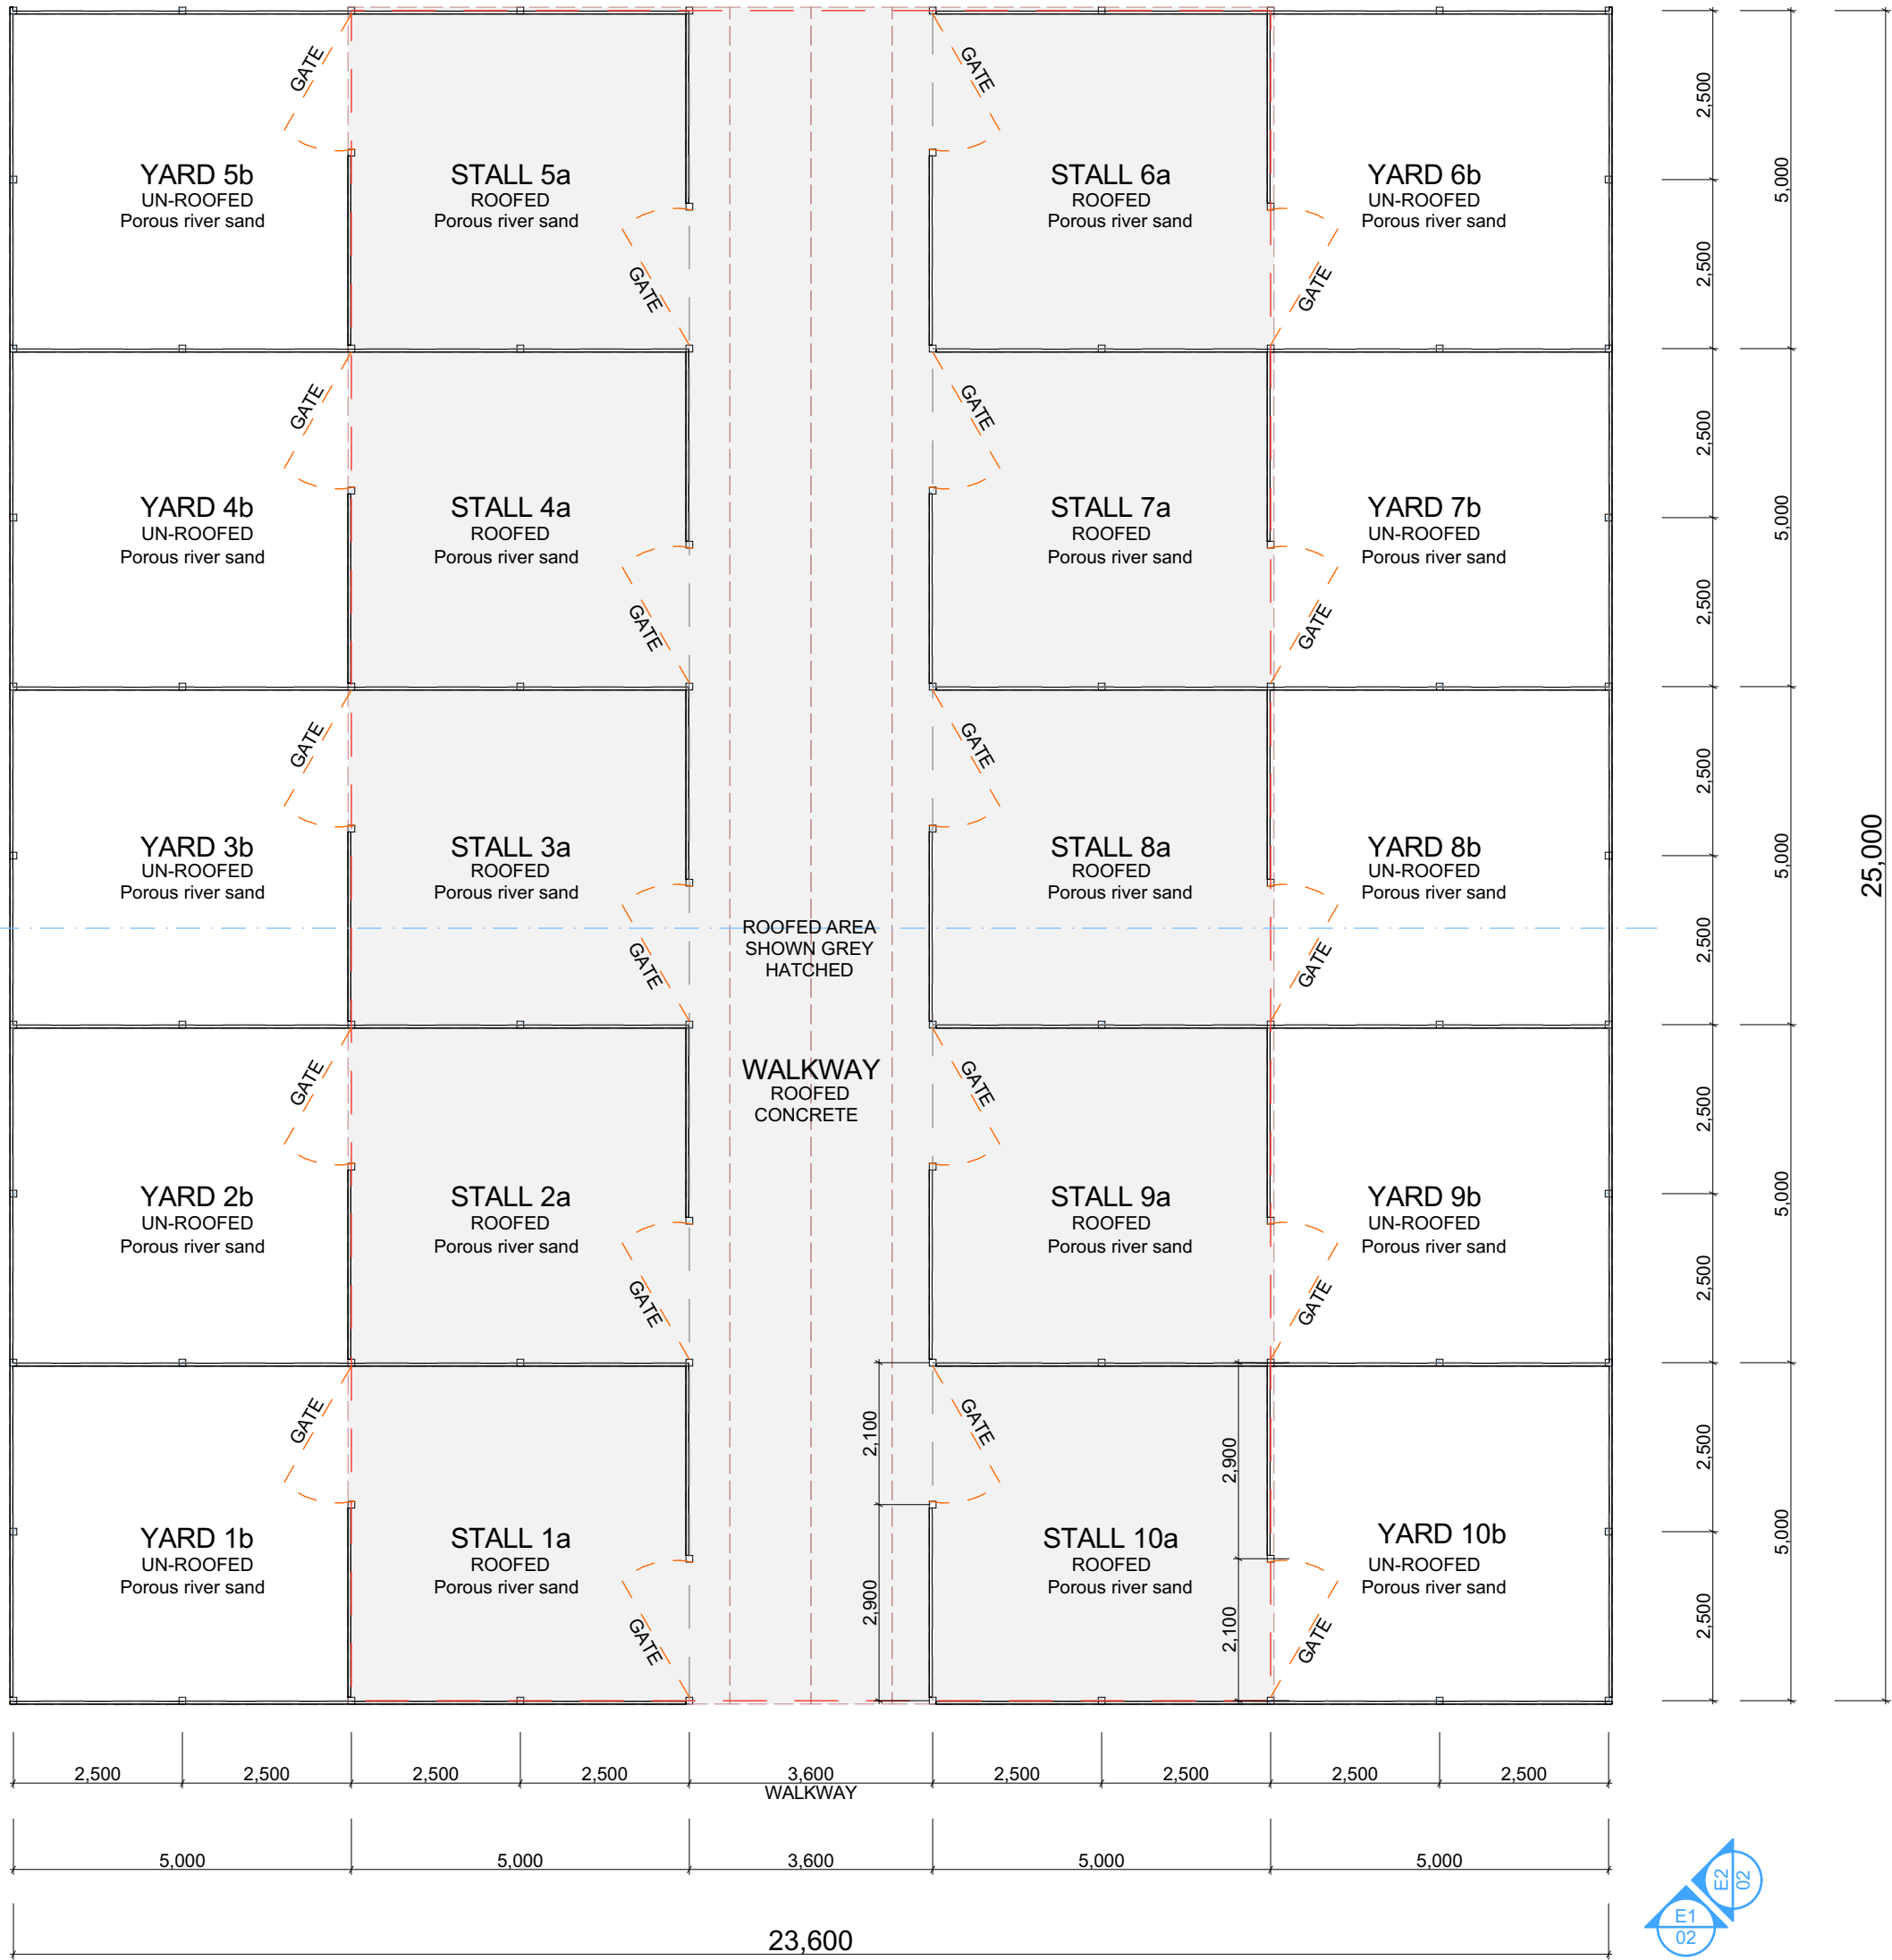 GATE
GATE
YARD 5b
UN-ROOFED
Porous river sand
STALL 5a
ROOFED
Porous river sand
STALL 6a
ROOFED
Porous river sand
YARD 6b
UN-ROOFED
Porous river sand
GATE
GATE
GATE
GATE
YARD 4b
UN-ROOFED
Porous river sand
STALL 4a
ROOFED
Porous river sand
STALL 7a
ROOFED
Porous river sand
YARD 7b
UN-ROOFED
Porous river sand
GATE
GATE
GATE
GATE
YARD 3b
UN-ROOFED
Porous river sand
STALL 3a
ROOFED
Porous river sand
STALL 8a
ROOFED
Porous river sand
YARD 8b
UN-ROOFED
Porous river sand
ROOFED AREA
SHOWN GREY
HATCHED
GATE
GATE
WALKWAY
ROOFED
CONCRETE
GATE
GATE
YARD 2b
UN-ROOFED
Porous river sand
STALL 2a
ROOFED
Porous river sand
STALL 9a
ROOFED
Porous river sand
YARD 9b
UN-ROOFED
Porous river sand
GATE
GATE
GATE
GATE
2,100
2,900
YARD 1b
UN-ROOFED
Porous river sand
STALL 1a
ROOFED
Porous river sand
STALL 10a
ROOFED
Porous river sand
YARD 10b
UN-ROOFED
Porous river sand
2,900
2,100
GATE
GATE
2,500
2,500
2,500
2,500
2,500
2,500
2,500
2,500
2,500
2,500
5,000
5,000
5,000
5,000
5,000
25,000
2,500
2,500
2,500
2,500
3,600
2,500
2,500
2,500
2,500
WALKWAY
5,000
5,000
3,600
5,000
5,000
23,600
E2
02
E1
02